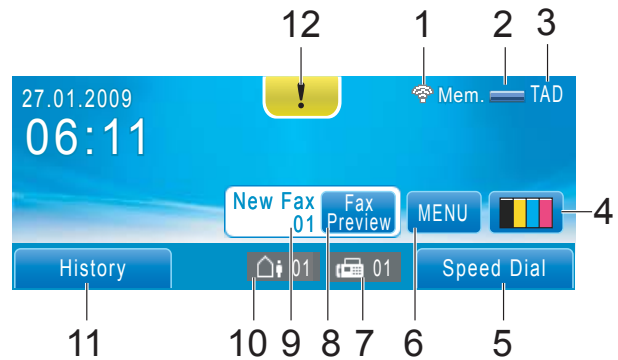 12 1 2 3
27.01.2009 ! Mem. TAD
06:11
New Fax Fax MENU 4
01 Preview
History 01 01 Speed Dial
11 10 9 8 7 6 5